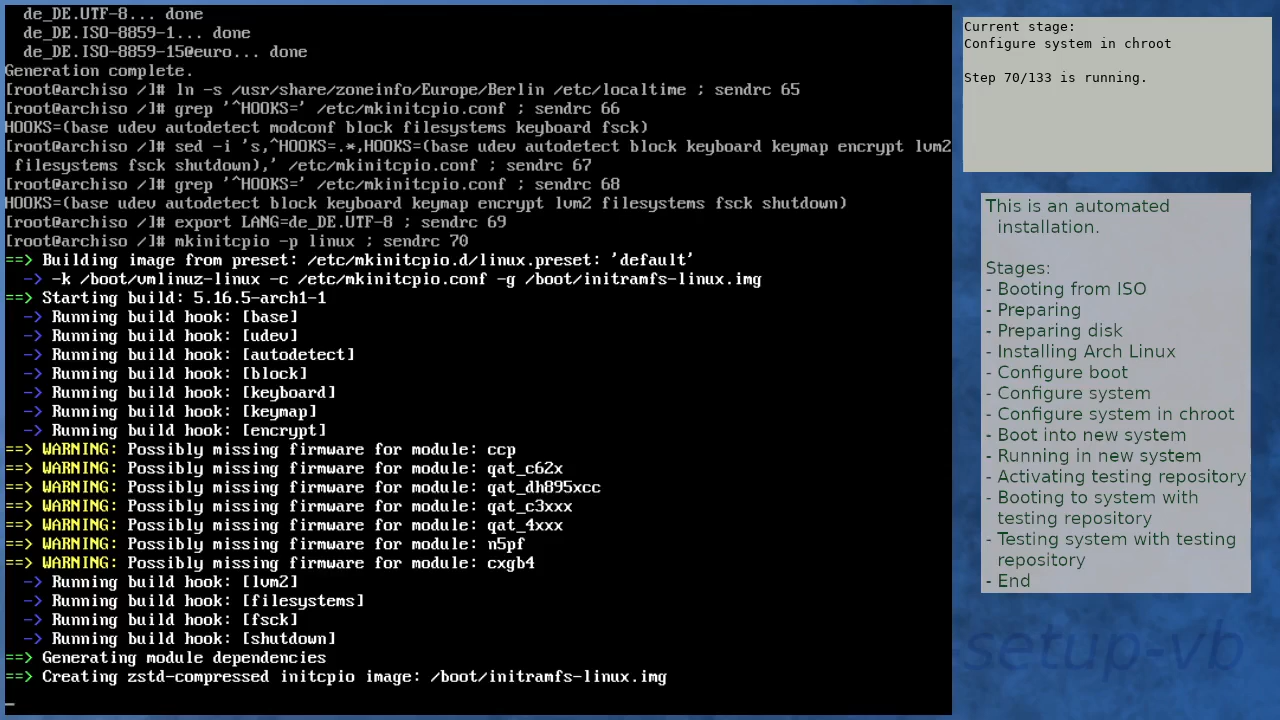 de_DE.UTF-8... done
de_DE.ISO-8859-1... done
de_DE.ISO-8859-15@euro... done
Generation complete.
[root@archiso /]# ln -s /usr/share/zoneinfo/Europe/Berlin /etc/localtime ; sendrc 65
[root@archiso /]# grep '^HOOKS=' /etc/mkinitcpio.conf ; sendrc 66
HOOKS=(base udev autodetect modconf block filesystems keyboard fsck)
[root@archiso /]# sed -i 's,^HOOKS=.*,HOOKS=(base udev autodetect block keyboard keymap encrypt lvm2
 filesystems fsck shutdown),' /etc/mkinitcpio.conf ; sendrc 67
[root@archiso /]# grep '^HOOKS=' /etc/mkinitcpio.conf ; sendrc 68
HOOKS=(base udev autodetect block keyboard keymap encrypt lvm2 filesystems fsck shutdown)
[root@archiso /]# export LANG=de_DE.UTF-8 ; sendrc 69
[root@archiso /]# mkinitcpio -p linux ; sendrc 70
==> Building image from preset: /etc/mkinitcpio.d/linux.preset: 'default'
  -> -k /boot/vmlinuz-linux -c /etc/mkinitcpio.conf -g /boot/initramfs-linux.img
==> Starting build: 5.16.5-arch1-1
  -> Running build hook: [base]
  -> Running build hook: [udev]
  -> Running build hook: [autodetect]
  -> Running build hook: [block]
  -> Running build hook: [keyboard]
  -> Running build hook: [keymap]
  -> Running build hook: [encrypt]
==> WARNING: Possibly missing firmware for module: ccp
==> WARNING: Possibly missing firmware for module: qat_c62x
==> WARNING: Possibly missing firmware for module: qat_dh895xcc
==> WARNING: Possibly missing firmware for module: qat_c3xxx
==> WARNING: Possibly missing firmware for module: qat_4xxx
==> WARNING: Possibly missing firmware for module: n5pf
==> WARNING: Possibly missing firmware for module: cxgb4
  -> Running build hook: [lvm2]
  -> Running build hook: [filesystems]
  -> Running build hook: [fsck]
  -> Running build hook: [shutdown]
==> Generating module dependencies
==> Creating zstd-compressed initcpio image: /boot/initramfs-linux.img
Current stage:
Configure system in chroot
Step 70/133 is running.
This is an automated
installation.
Stages:
- Booting from ISO
- Preparing
- Preparing disk
- Installing Arch Linux
- Configure boot
- Configure system
- Configure system in chroot
- Boot into new system
- Running in new system
- Activating testing repository
- Booting to system with
testing repository
- Testing system with testing
repository
- End
setup-vb